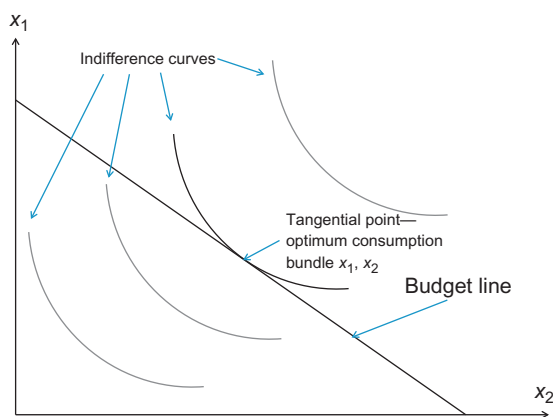 x1
Indifference curves
Tangential point—
optimum consumption
bundle x1, x2
Budget line
x2